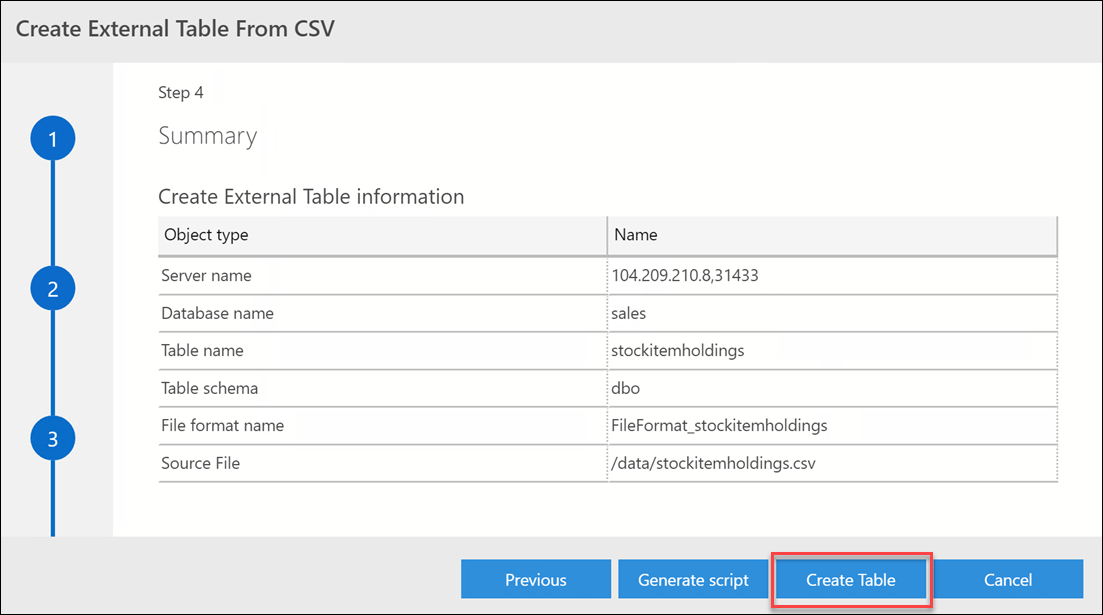 Create External Table From CSV
Step 4
1
Summary
Create External Table information
Object type Name
Server name 104.209.210.8,31433
2
Database name sales
Table name stockitemholdings
Table schema dbo
File format name FileFormat_stockitemholdings
3
Source File /data/stockitemholdings.csv
Previous Generate script Create Table Cancel